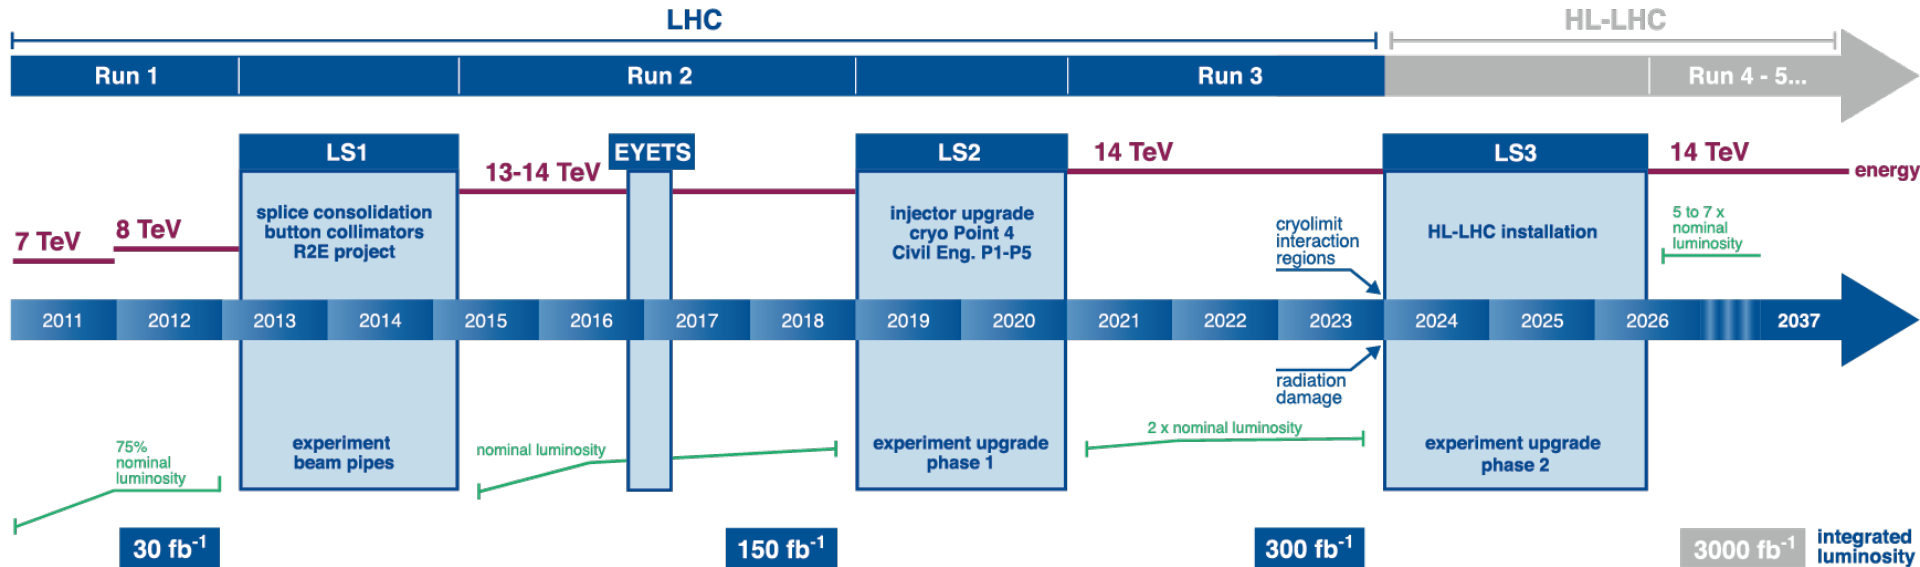 LHC
HL-LHC
Run 1
Run 2
Run 3
Run 4 - 5...
LS1
EYETS
LS2
14 TeV
LS3
14 TeV
energy
13-14 TeV
7 TeV
8 TeV
splice consolidation
button collimators
R2E project
injector upgrade
cryo Point 4
Civil Eng. P1-P5
cryolimit
interaction
regions
HL-LHC installation
5 to 7 x
nominal
luminosity
2011
2012
2013
2014
2015
2016
2017
2018
2019
2020
2021
2022
2023
2024
2025
2026
2037
radiation
damage
75%
nominal
luminosity
experiment
beam pipes
nominal luminosity
experiment upgrade
phase 1
2 x nominal luminosity
experiment upgrade
phase 2
30 fb⁻¹
150 fb⁻¹
300 fb⁻¹
3000 fb⁻¹
integrated
luminosity